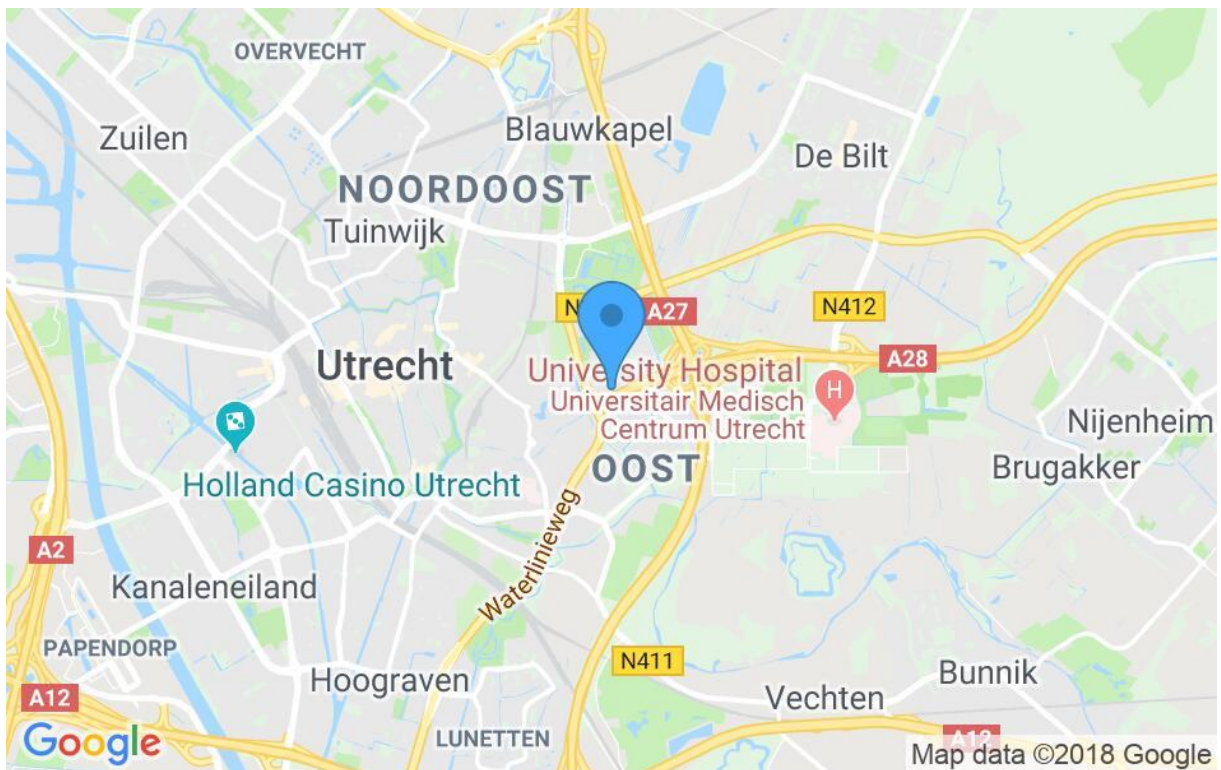 OVERVECHT
Zuilen
Blauwkapel
De Bilt
NOORDOOST
Tuinwijk
A27
N412
Utrecht
A28
University Hospital
Universitair Medisch
Centrum Utrecht
H
Nijenheim
Brugakker
OOST
Holland Casino Utrecht
Waterlinieweg
A2
Kanaleneiland
PAPENDORP
N411
Bunnik
Hoograven
Vechten
A12
LUNETTEN
A12
Google
Map data ©2018 Google